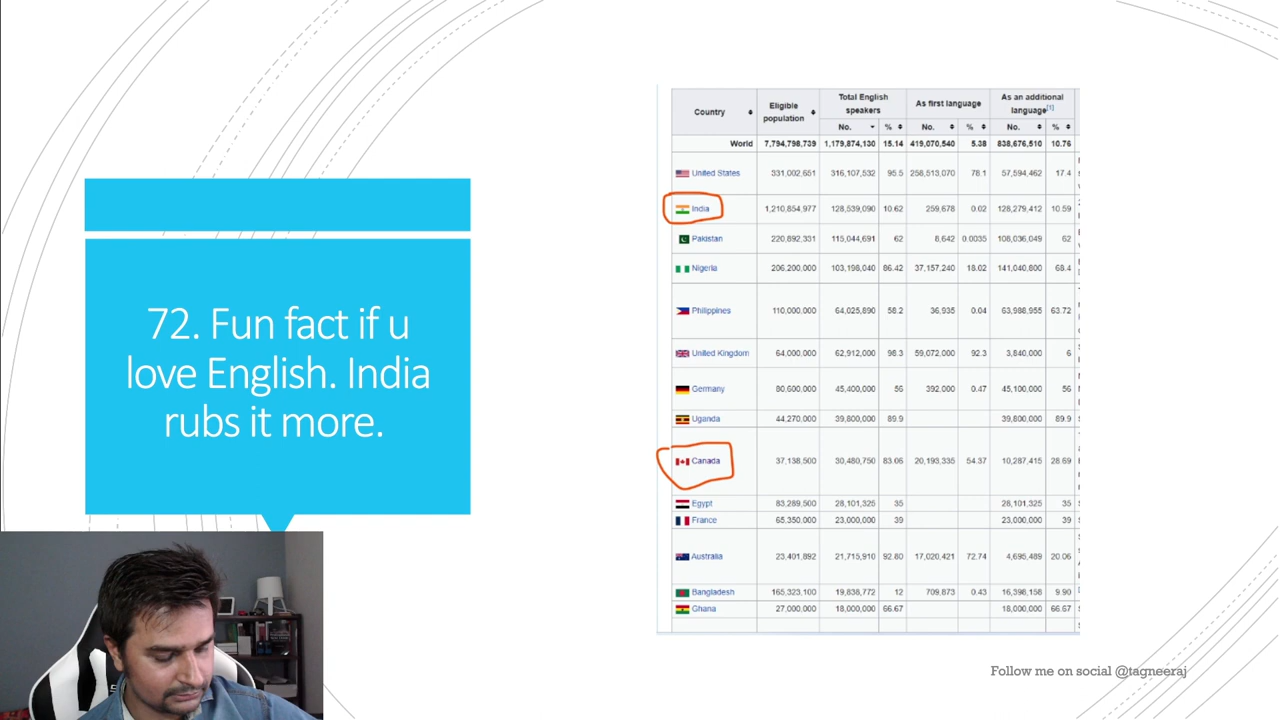 72. Fun fact if u
love English. India
rubs it more.
Country Eligible population Total English speakers As first language As an additional language[1]
No. % No. % No. %
World 7,794,798,739 1,179,874,130 15.14 419,070,540 5.38 838,676,510 10.76
United States 331,002,651 316,107,532 95.5 258,513,070 78.1 57,594,462 17.4
India 1,210,854,977 128,539,090 10.62 259,678 0.02 128,279,412 10.59
Pakistan 220,892,331 115,044,691 62 8,642 0.0035 108,036,049 62
Nigeria 206,200,000 103,198,040 86.42 37,157,240 18.02 141,040,800 68.4
Philippines 110,000,000 64,025,890 58.2 36,935 0.04 63,988,955 63.72
United Kingdom 64,000,000 62,912,000 98.3 59,072,000 92.3 3,840,000 6
Germany 80,600,000 45,400,000 56 392,000 0.47 45,100,000 56
Uganda 44,270,000 39,800,000 89.9 39,800,000 89.9
Canada 37,138,500 30,480,750 83.06 20,193,335 54.37 10,287,415 28.69
Egypt 83,289,500 28,101,325 35 28,101,325 35
France 65,350,000 23,000,000 39 23,000,000 39
Australia 23,401,892 21,715,910 92.80 17,020,421 72.74 4,695,489 20.06
Bangladesh 165,323,100 19,838,772 12 709,873 0.43 16,398,158 9.90
Ghana 27,000,000 18,000,000 66.67 18,000,000 66.67
Follow me on social @tagneeraj